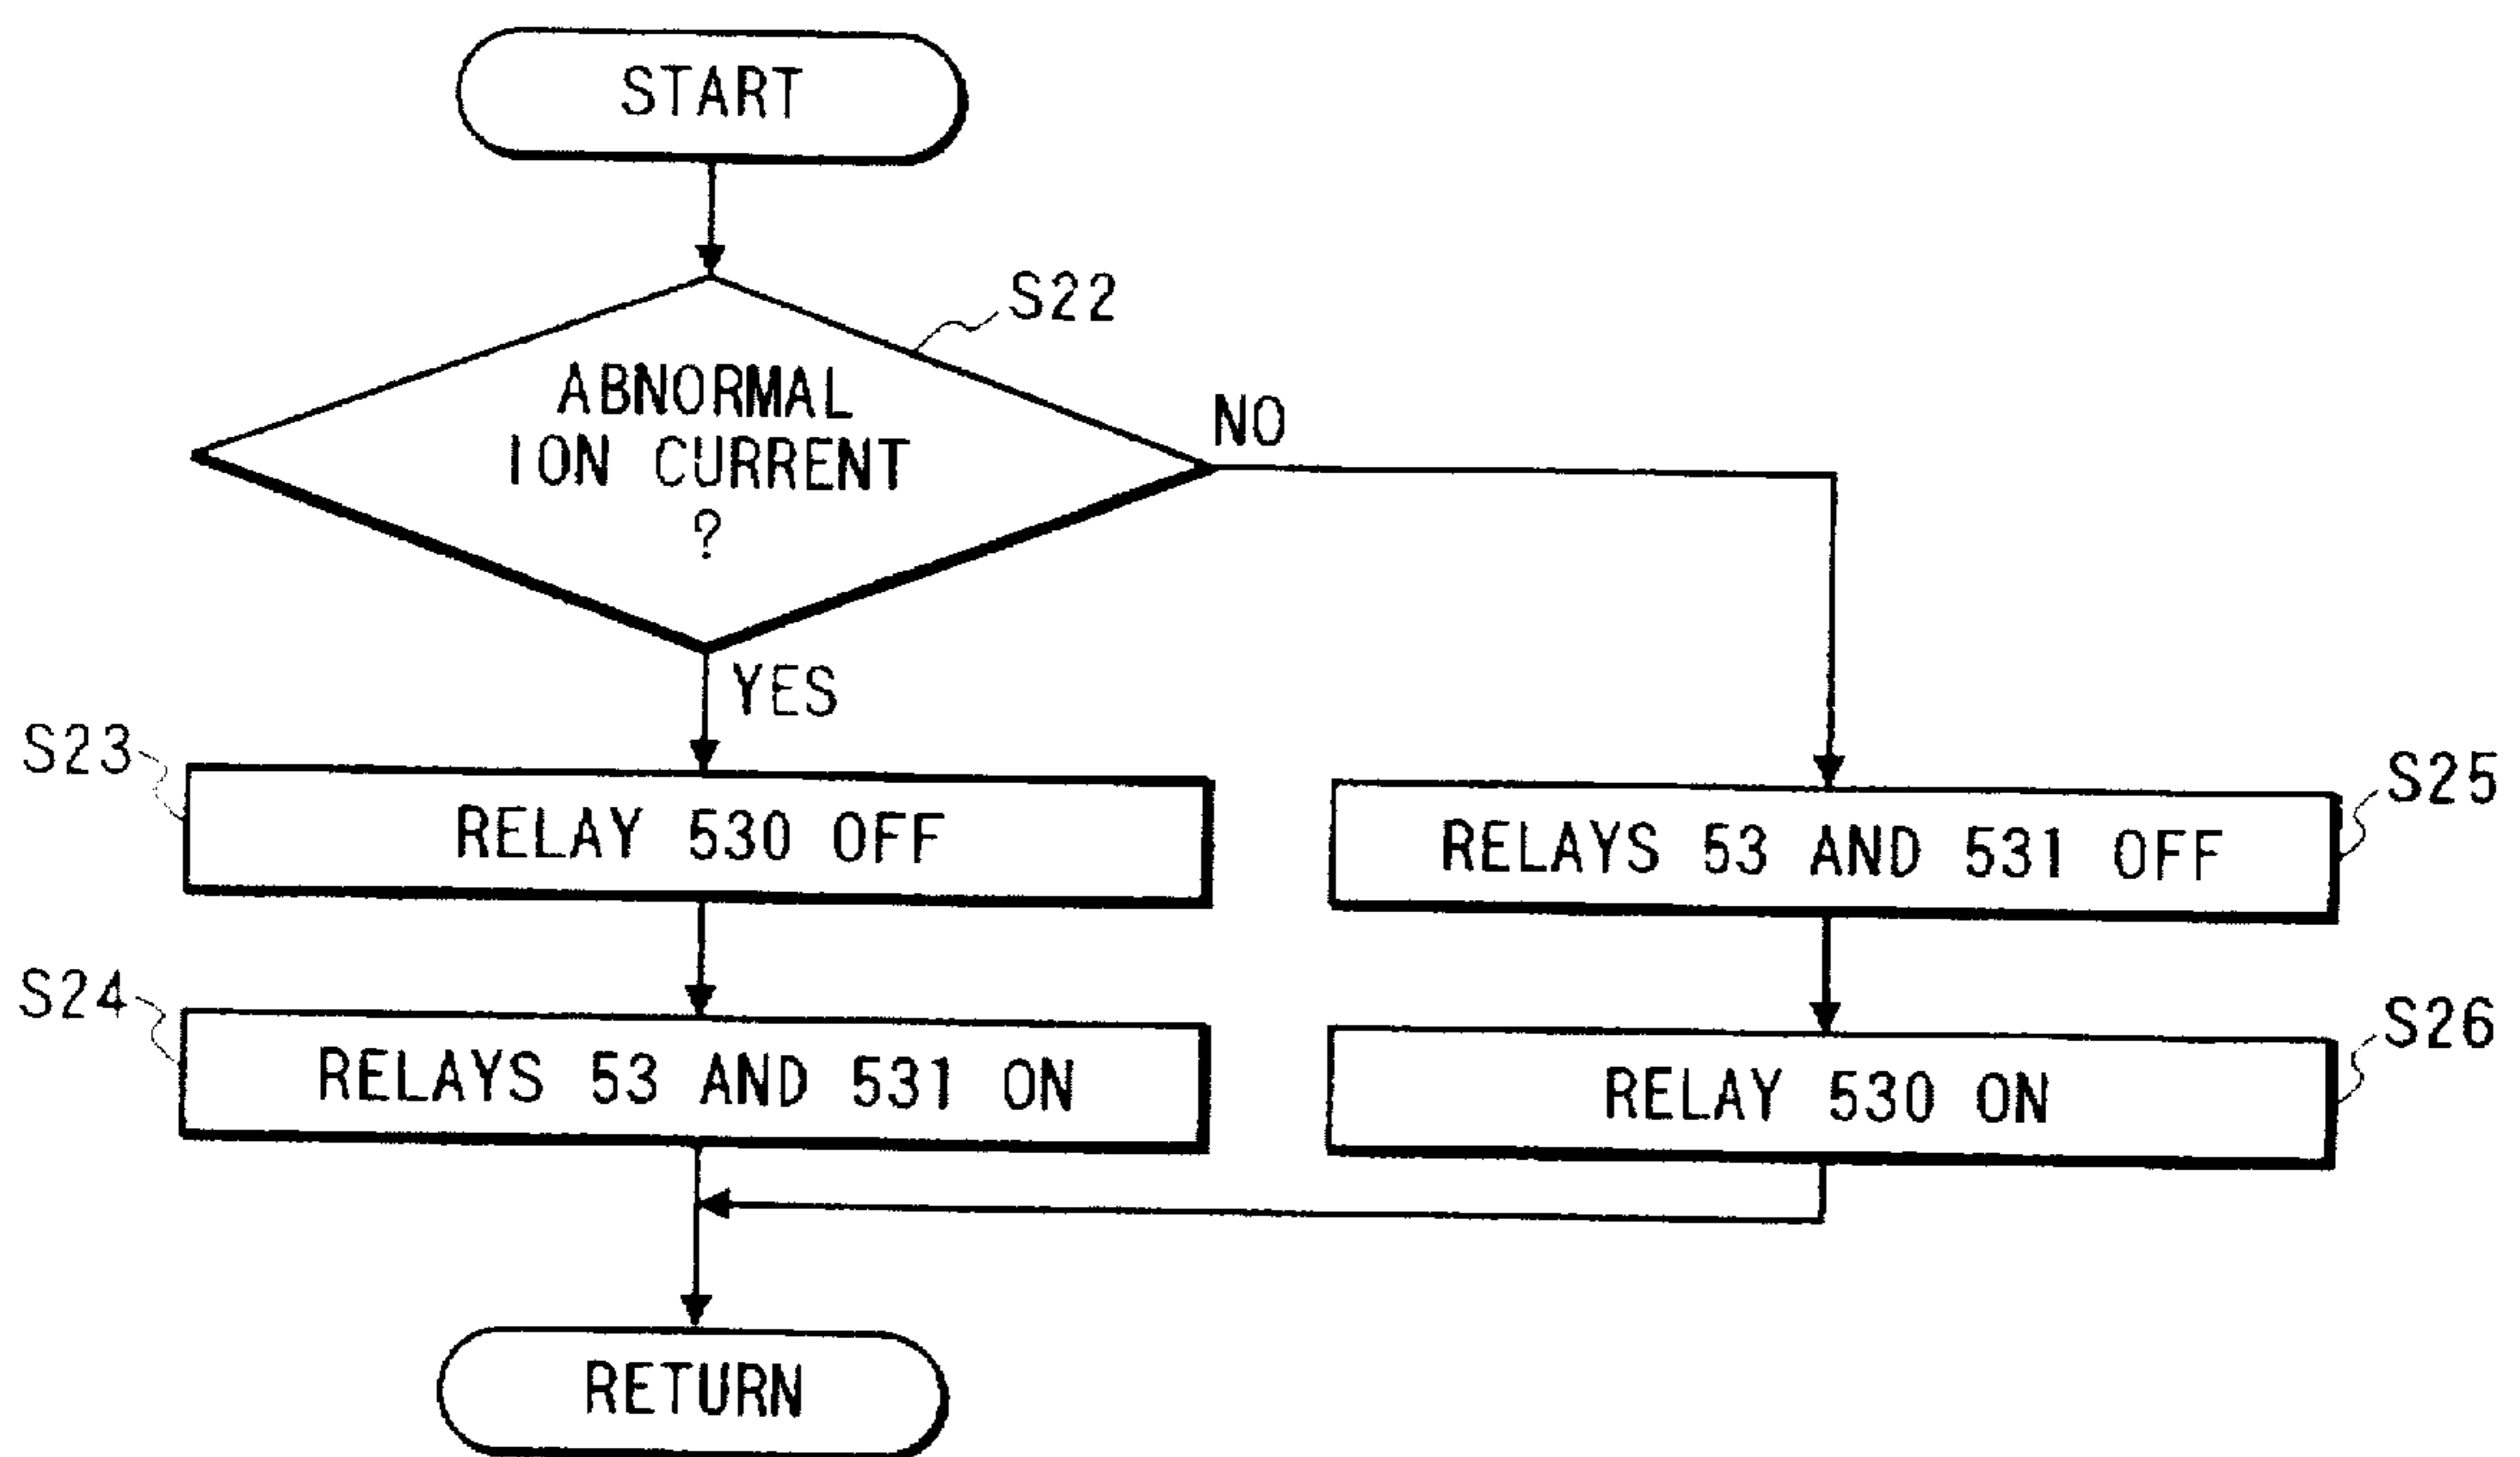 START
S22
ABNORMAL
ION CURRENT
?
NO
YES
S23
RELAY 530 OFF
S25
RELAYS 53 AND 531 OFF
S24
RELAYS 53 AND 531 ON
S26
RELAY 530 ON
RETURN